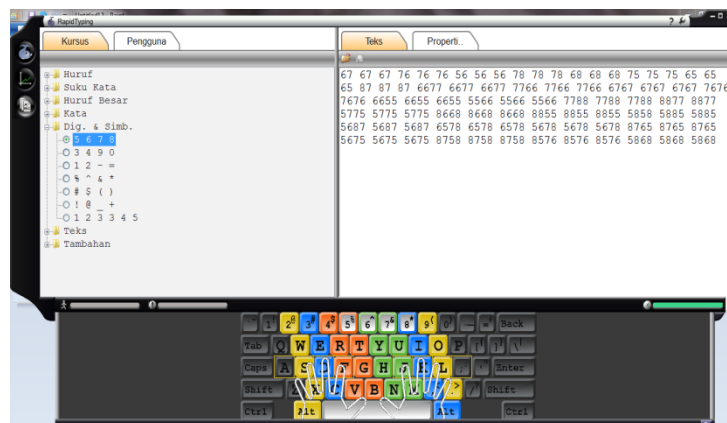 RapidTyping
Kursus Pengguna
Teks Properti..
Huruf
Suku Kata
Huruf Besar
Kata
Dig. & Simb.
5 6 7 8
3 4 9 0
1 2 - =
% ^ & *
# $ ( )
! @ _ +
1 2 3 3 4 5
Teks
Tambahan
67 67 67 76 76 76 56 56 56 78 78 78 68 68 68 75 75 75 65 65
65 87 87 87 6677 6677 6677 7766 7766 7766 6767 6767 6767 7676
7676 6655 6655 6655 5566 5566 5566 7788 7788 7788 8877 8877
5775 5775 5775 8668 8668 8668 8855 8855 8855 5858 5885 5885
5687 5687 5687 6578 6578 6578 5678 5678 5678 8765 8765 8765
5675 5675 5675 8758 8758 8758 8576 8576 8576 5868 5868 5868
1 2@ 3# 4$ 5% 6^ 7& 8* 9( 0) - = Back
Tab Q W E R T Y U I O P [ ] \
Caps A S D F G H J K L ; ' Enter
Shift Z X C V B N M > / Shift
Ctrl Alt Alt Ctrl